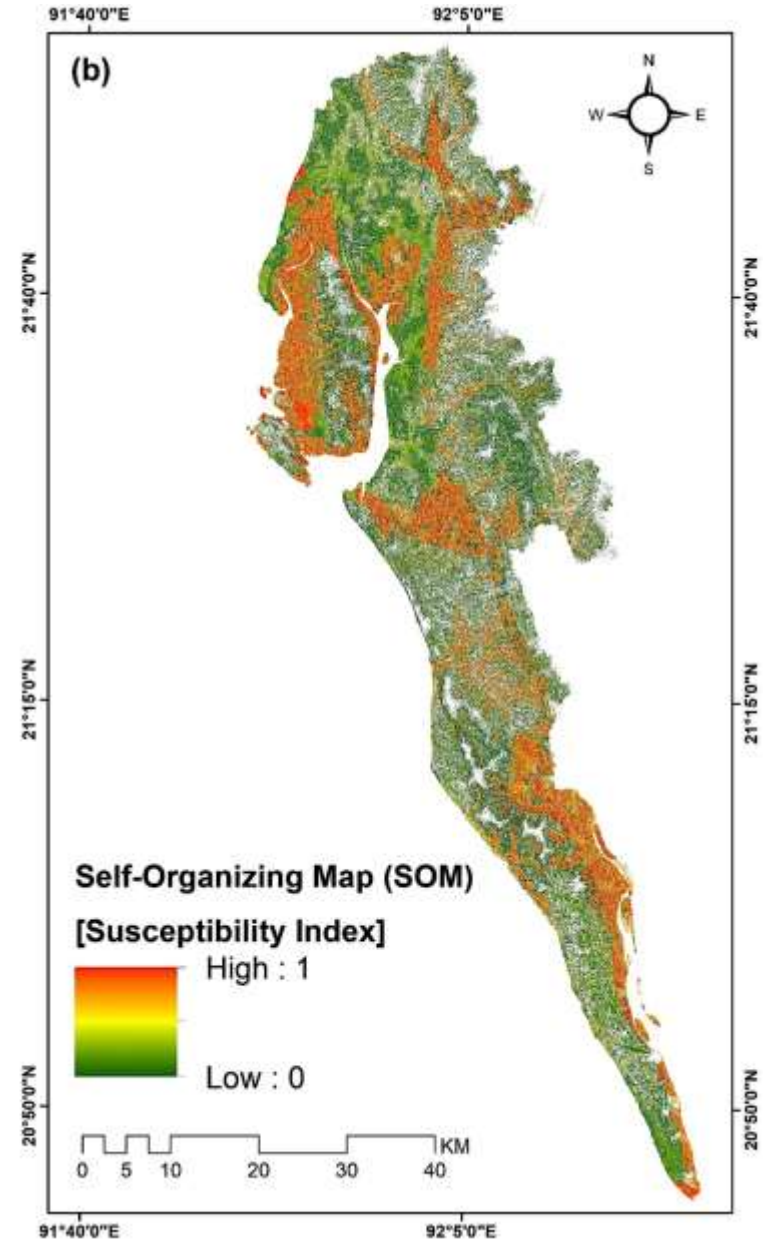 91°40'0"E 92°5'0"E
(b)
N
W E
S
21°40'0"N 21°40'0"N
21°15'0"N 21°15'0"N
Self-Organizing Map (SOM)
[Susceptibility Index]
High : 1
Low : 0
20°50'0"N 20°50'0"N
KM
0 5 10 20 30 40
91°40'0"E 92°5'0"E